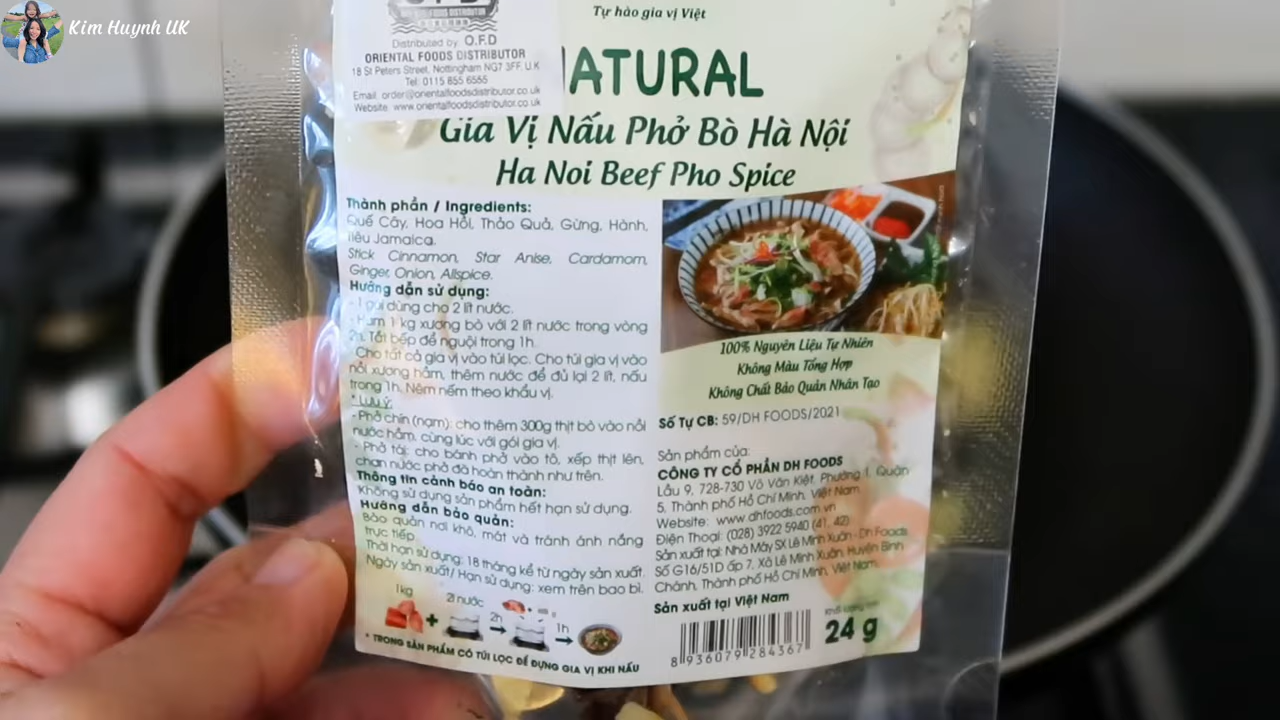 Kim Huynh UK
Tự hào gia vị Việt
Distributed by O.F.D
ORIENTAL FOODS DISTRIBUTOR
18 St Peters Street, Nottingham NG7 3FF. U.K
Tel: 0115 855 6585
Email: order@orientalfoodsdistributor.co.uk
Website: www.orientalfoodsdistributor.co.uk
NATURAL
Gia Vị Nấu Phở Bò Hà Nội
Ha Noi Beef Pho Spice
Thành phần / Ingredients:
Quế Cây, Hoa Hồi, Thảo Quả, Gừng, Hành,
Tiêu Jamaica.
Stick Cinnamon, Star Anise, Cardamom,
Ginger, Onion, Allspice.
Hướng dẫn sử dụng:
- 1 gói dùng cho 2 lít nước.
- Hầm 1 kg xương bò với 2 lít nước trong vòng
2h. Tắt bếp để nguội trong 1h.
- Cho tất cả gia vị vào túi lọc. Cho túi gia vị vào
nồi xương hầm, thêm nước để đủ lại 2 lít, nấu
trong 1h. Nêm nếm theo khẩu vị.
* Lưu ý:
- Phở chín (nạm): cho thêm 300g thịt bò vào nồi
nước hầm, cùng lúc với gói gia vị.
- Phở tái: cho bánh phở vào tô, xếp thịt lên,
chan nước phở đã hoàn thành như trên.
Thông tin cảnh báo an toàn:
Không sử dụng sản phẩm hết hạn sử dụng.
Hướng dẫn bảo quản:
Bảo quản nơi khô, mát và tránh ánh nắng
trực tiếp.
Thời hạn sử dụng: 18 tháng kể từ ngày sản xuất.
Ngày sản xuất/ Hạn sử dụng: xem trên bao bì.
1kg + 2l nước 2h 1h
* TRONG SẢN PHẨM CÓ TÚI LỌC ĐỂ ĐỰNG GIA VỊ KHI NẤU
100% Nguyên Liệu Tự Nhiên
Không Màu Tổng Hợp
Không Chất Bảo Quản Nhân Tạo
Số Tự CB: 59/DH FOODS/2021
Sản phẩm của:
CÔNG TY CỔ PHẦN DH FOODS
Lầu 9, 728-730 Võ Văn Kiệt, Phường 1, Quận
5, Thành phố Hồ Chí Minh, Việt Nam
Website: www.dhfoods.com.vn
Điện Thoại: (028) 3922 5940 (41, 42)
Sản xuất tại: Nhà Máy SX Lê Minh Xuân - Dh Foods
Số G16/51D ấp 7, Xã Lê Minh Xuân, Huyện Bình
Chánh, Thành phố Hồ Chí Minh, Việt Nam.
Sản xuất tại Việt Nam
Khối lượng tịnh
24 g
8 936079 284367